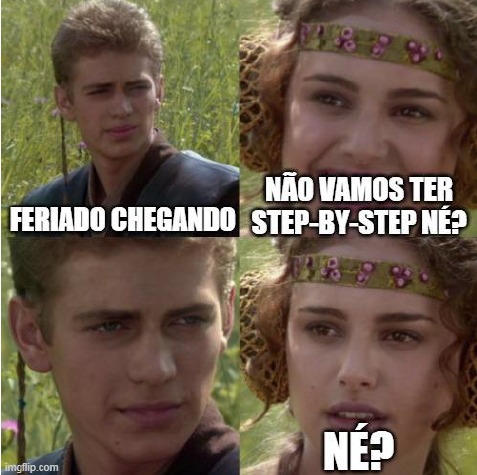 FERIADO CHEGANDO
NÃO VAMOS TER
STEP-BY-STEP NÉ?
NÉ?
imgflip.com